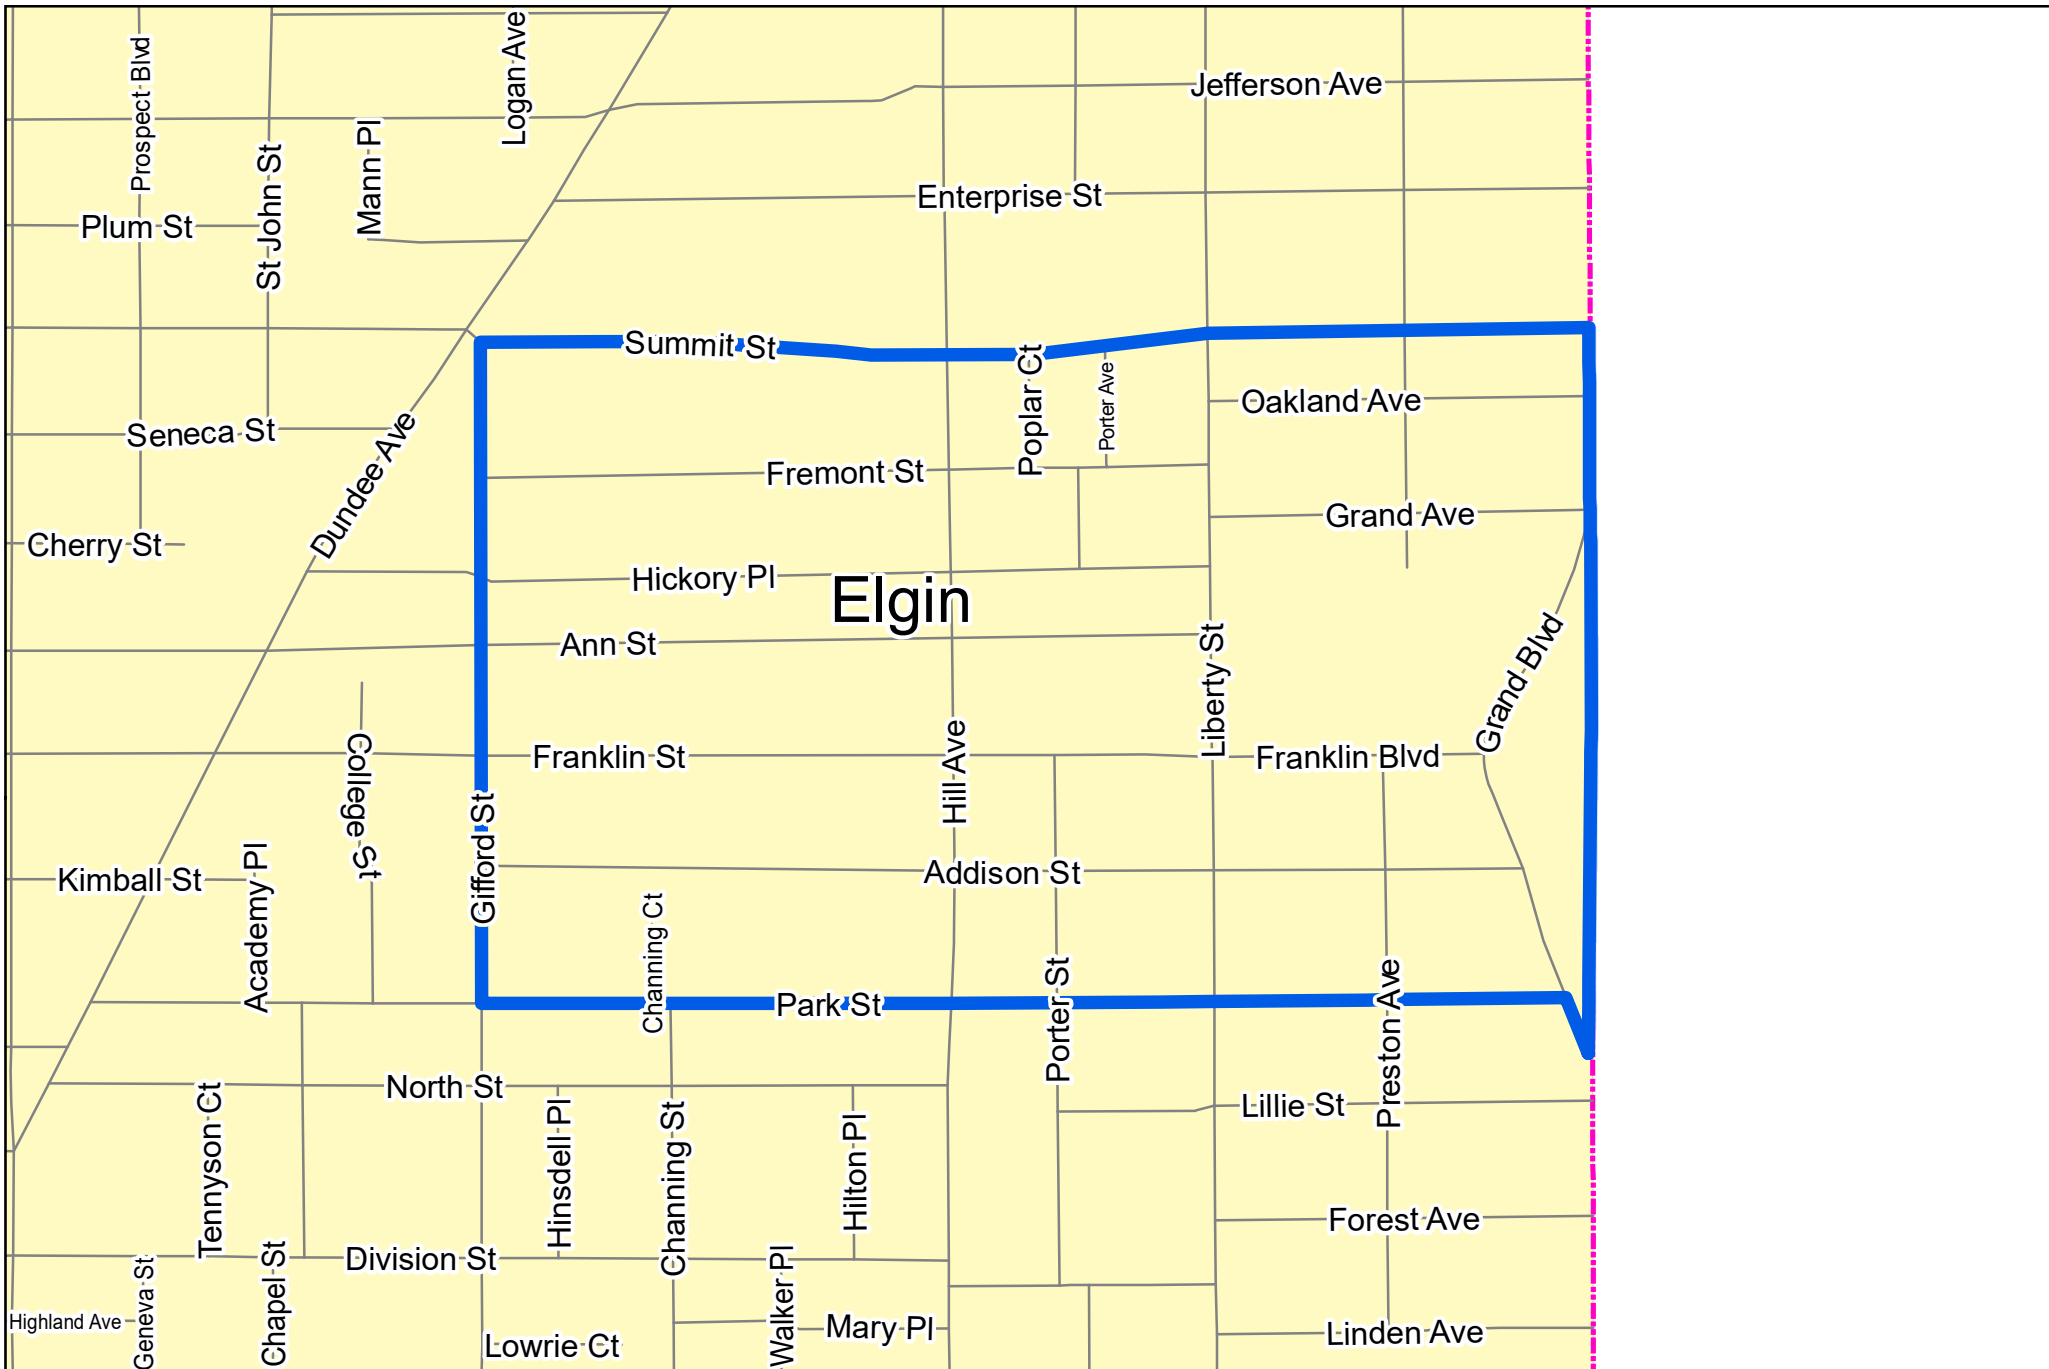 Prospect Blvd
Logan Ave
Jefferson Ave
St John St
Mann Pl
Plum St
Enterprise St
Summit St
Poplar Ct
Porter Ave
Oakland Ave
Seneca St
Dundee Ave
Fremont St
Grand Ave
Cherry St
Hickory Pl
Elgin
Ann St
Liberty St
Grand Blvd
College St
Franklin St
Hill Ave
Franklin Blvd
Gifford St
Kimball St
Academy Pl
Addison St
Channing Ct
Park St
Porter St
Preston Ave
North St
Tennyson Ct
Hinsdell Pl
Channing St
Hilton Pl
Lillie St
Forest Ave
Division St
Geneva St
Chapel St
Walker Pl
Highland Ave
Lowrie Ct
Mary Pl
Linden Ave